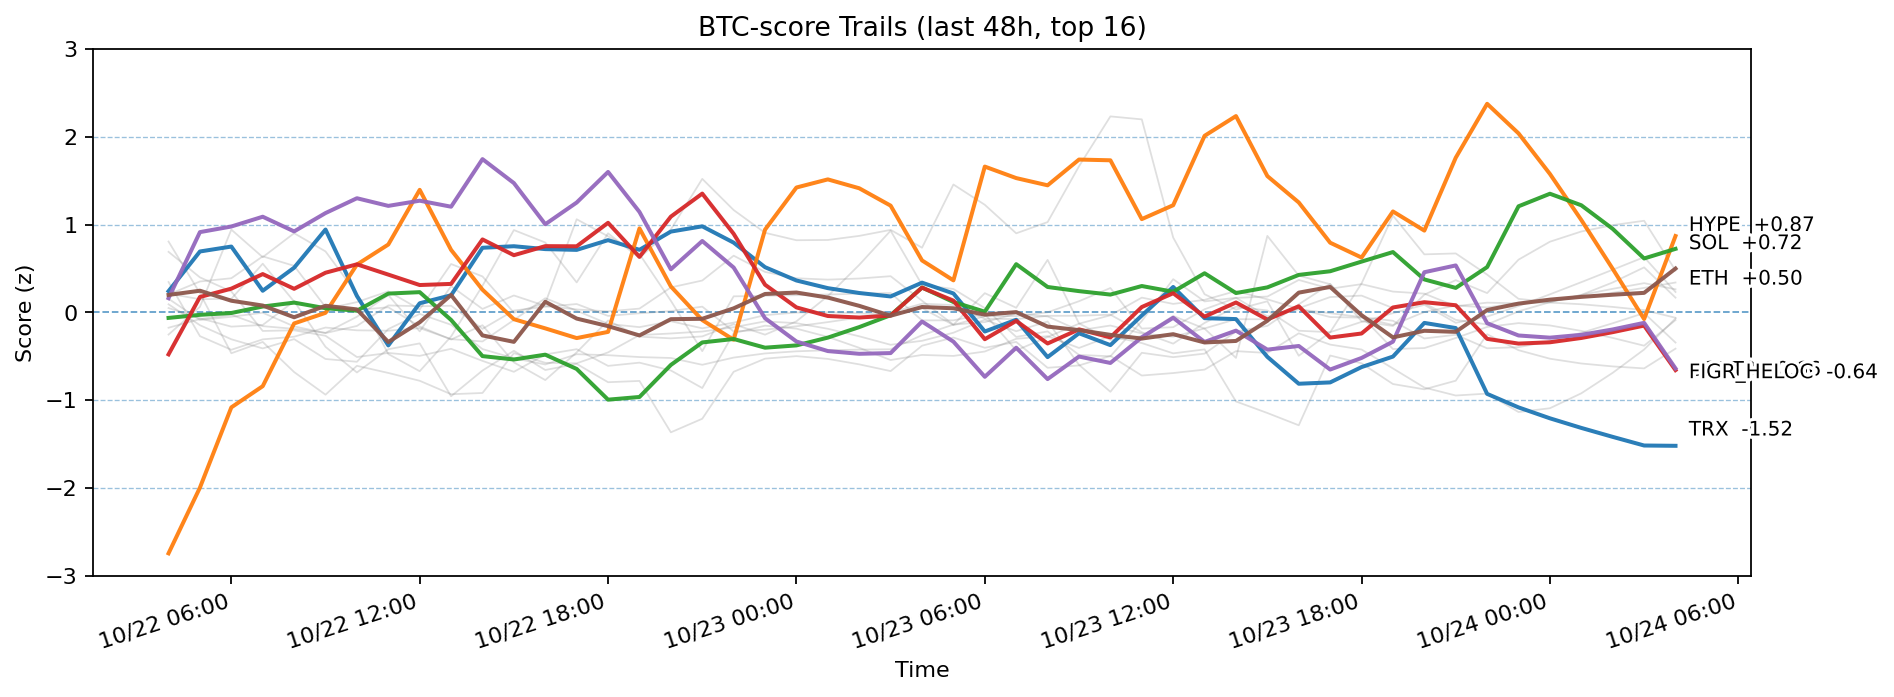 BTC-score Trails (last 48h, top 16)
Score (z)
3
2
1
0
−1
−2
−3
HYPE +0.87
SOL +0.72
ETH +0.50
FIGR_HELOC -0.64
TRX -1.52
10/22 06:00
10/22 12:00
10/22 18:00
10/23 00:00
10/23 06:00
10/23 12:00
10/23 18:00
10/24 00:00
10/24 06:00
Time